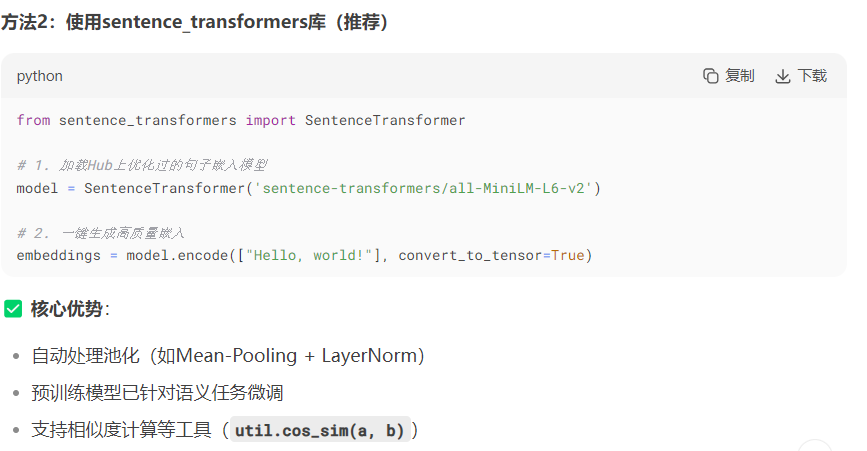 方法2：使用sentence_transformers库（推荐）
python 复制 下载
from sentence_transformers import SentenceTransformer
# 1. 加载Hub上优化过的句子嵌入模型
model = SentenceTransformer('sentence-transformers/all-MiniLM-L6-v2')
# 2. 一键生成高质量嵌入
embeddings = model.encode(["Hello, world!"], convert_to_tensor=True)
✅ 核心优势：
• 自动处理池化（如Mean-Pooling + LayerNorm）
• 预训练模型已针对语义任务微调
• 支持相似度计算等工具（util.cos_sim(a, b)）